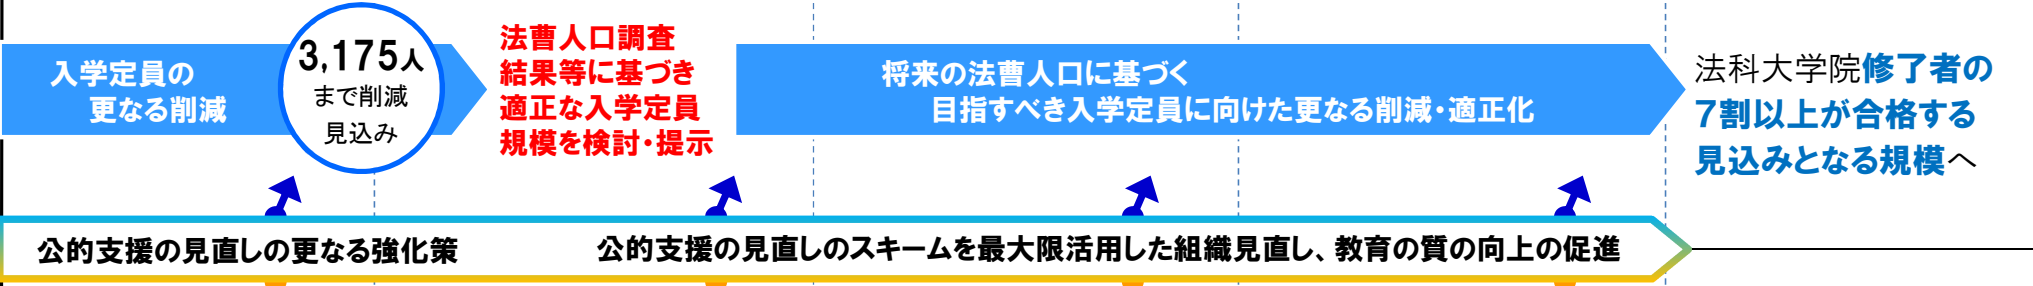 入学定員の
更なる削減
3,175人
まで削減
見込み
法曹人口調査
結果等に基づき
適正な入学定員
規模を検討・提示
将来の法曹人口に基づく
目指すべき入学定員に向けた更なる削減・適正化
法科大学院修了者の
7割以上が合格する
見込みとなる規模へ
公的支援の見直しの更なる強化策
公的支援の見直しのスキームを最大限活用した組織見直し、教育の質の向上の促進